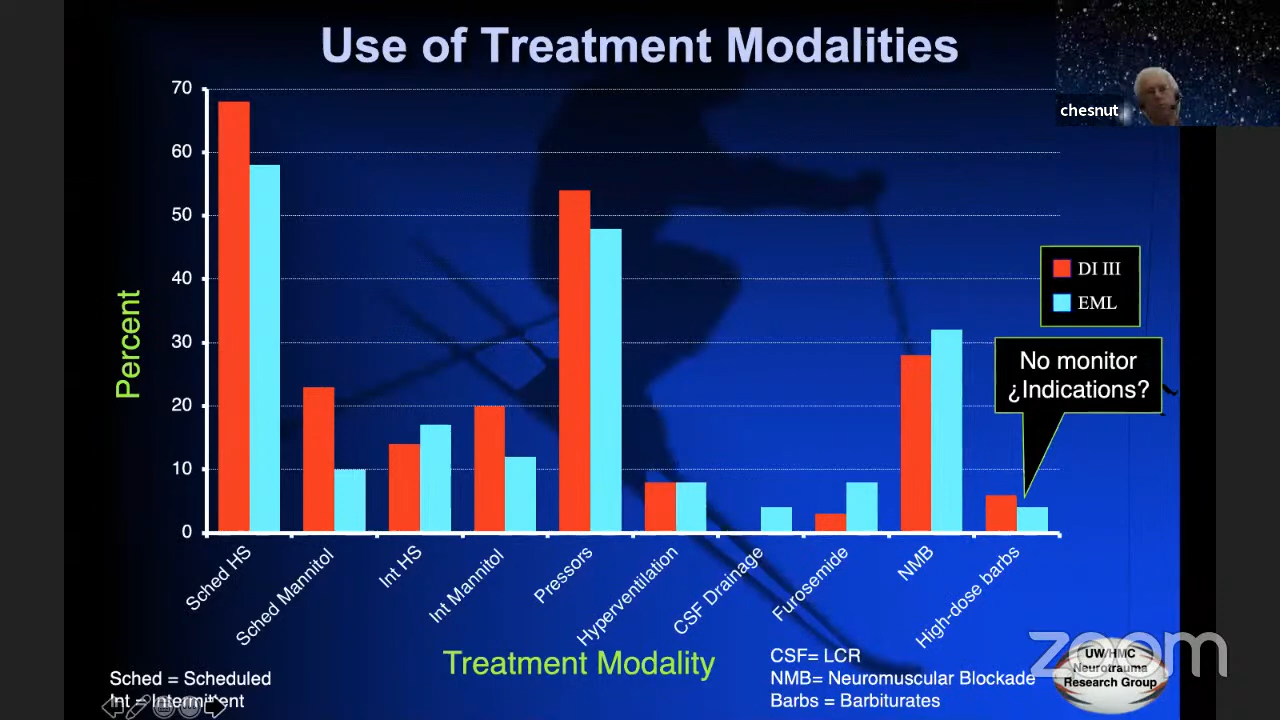 Use of Treatment Modalities
chesnut
70
60
50
40
30
20
10
0
Percent
DI III
EML
No monitor
¿Indications?
Sched HS
Sched Mannitol
Int HS
Int Mannitol
Pressors
Hyperventilation
CSF Drainage
Furosemide
NMB
High-dose barbs
Treatment Modality
Sched = Scheduled
Int = Intermittent
CSF= LCR
NMB= Neuromuscular Blockade
Barbs = Barbiturates
UW/HMC
Neurotrauma
Research Group
zoom